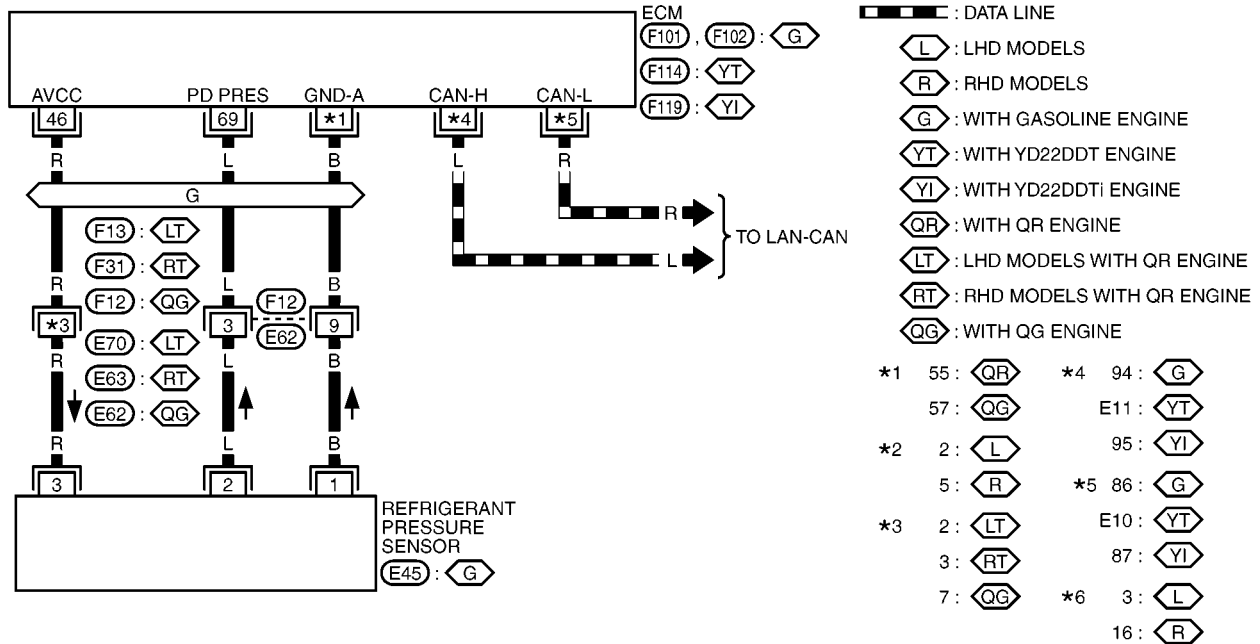 ECM
F101 , F102 : G
F114 : YT
F119 : YI
AVCC PD PRES GND-A CAN-H CAN-L
46 69 *1 *4 *5
R L B L R
G
R
L
TO LAN-CAN
F13 : LT
F31 : RT
F12 : QG
E70 : LT
E63 : RT
E62 : QG
R L B
*3 3 F12 E62 9
R L B
R L B
3 2 1
REFRIGERANT
PRESSURE
SENSOR
E45 : G
: DATA LINE
L : LHD MODELS
R : RHD MODELS
G : WITH GASOLINE ENGINE
YT : WITH YD22DDT ENGINE
YI : WITH YD22DDTi ENGINE
QR : WITH QR ENGINE
LT : LHD MODELS WITH QR ENGINE
RT : RHD MODELS WITH QR ENGINE
QG : WITH QG ENGINE
*1 55 : QR
57 : QG
*2 2 : L
5 : R
*3 2 : LT
3 : RT
7 : QG
*4 94 : G
E11 : YT
95 : YI
*5 86 : G
E10 : YT
87 : YI
*6 3 : L
16 : R